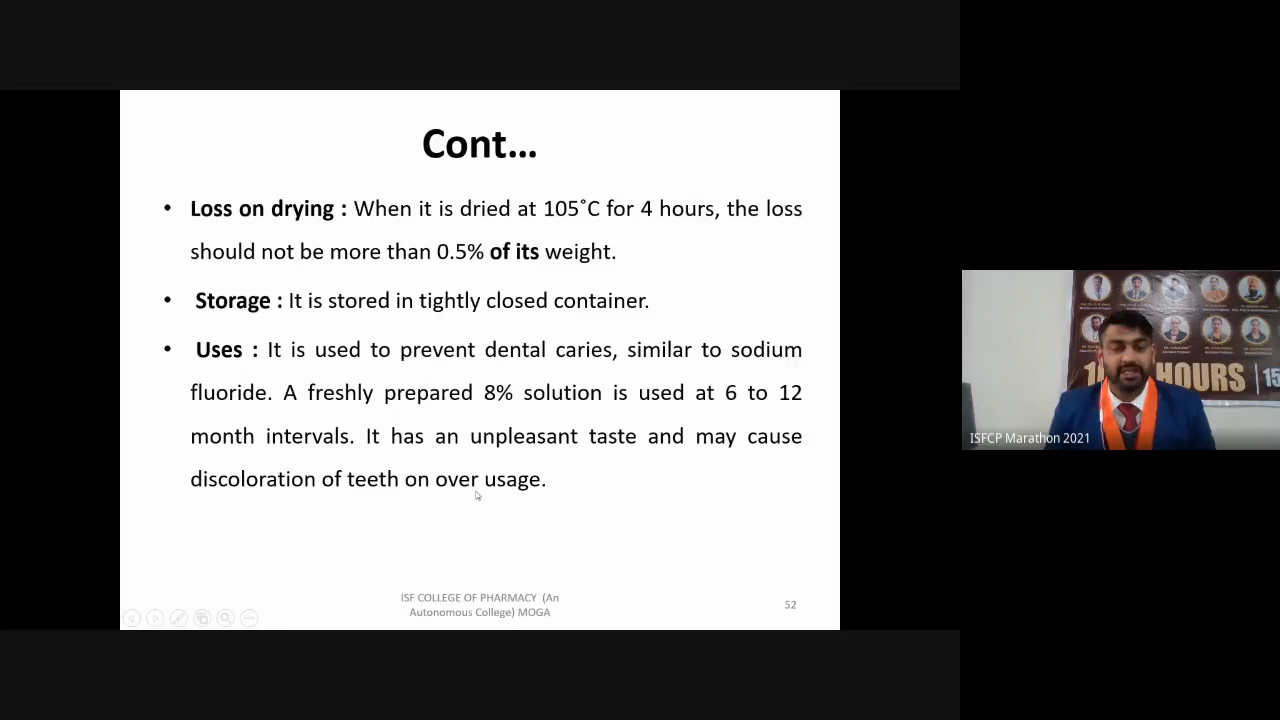 Cont…
• Loss on drying : When it is dried at 105˚C for 4 hours, the loss
should not be more than 0.5% of its weight.
• Storage : It is stored in tightly closed container.
• Uses : It is used to prevent dental caries, similar to sodium
fluoride. A freshly prepared 8% solution is used at 6 to 12
month intervals. It has an unpleasant taste and may cause
discoloration of teeth on over usage.
ISF COLLEGE OF PHARMACY (An
Autonomous College) MOGA
52
HOURS
ISFCP Marathon 2021